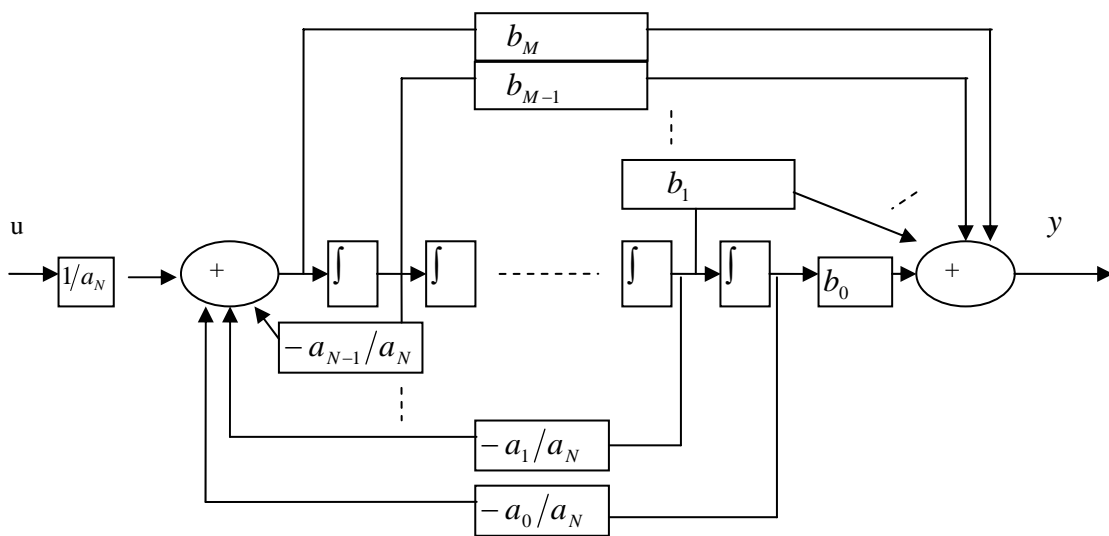 b_M
b_{M-1}
b_1
u
y
1/a_N
+
∫
∫
∫
∫
b_0
+
-a_{N-1}/a_N
-a_1/a_N
-a_0/a_N